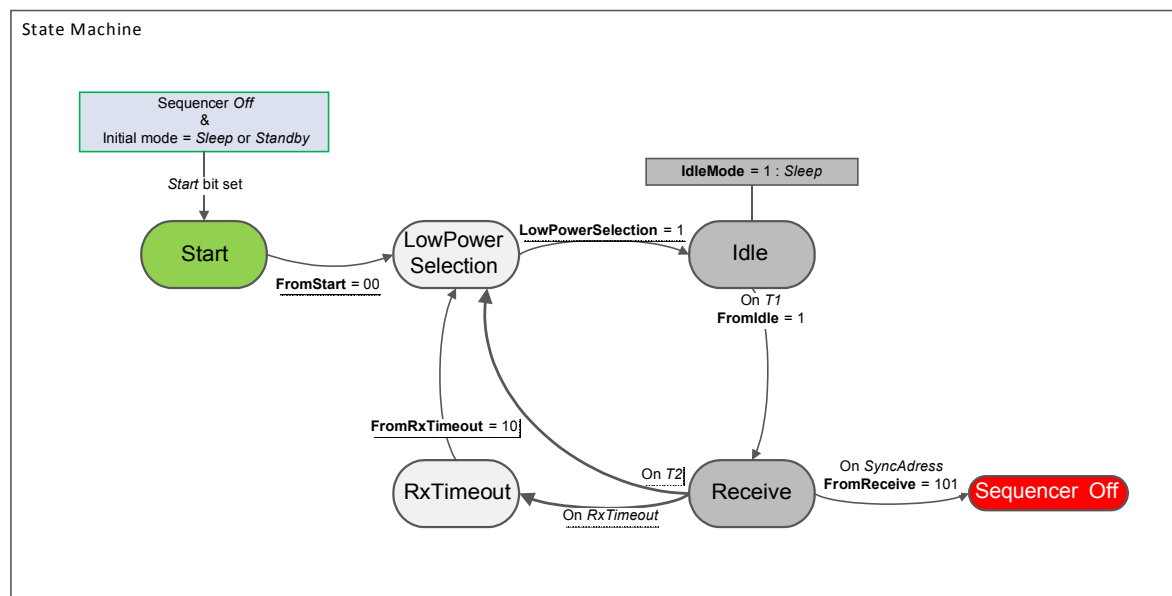 State Machine
Sequencer Off
&
Initial mode = Sleep or Standby
Start bit set
IdleMode = 1 : Sleep
Start
FromStart = 00
LowPower
Selection
LowPowerSelection = 1
Idle
On T1
FromIdle = 1
FromRxTimeout = 10
On T2
RxTimeout
On RxTimeout
Receive
On SyncAdress
FromReceive = 101
Sequencer Off